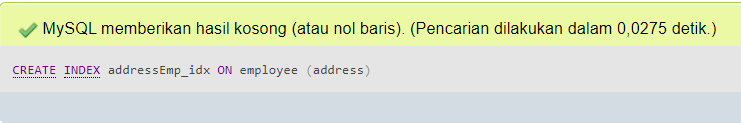 MySQL memberikan hasil kosong (atau nol baris). (Pencarian dilakukan dalam 0,0275 detik.)
CREATE INDEX addressEmp_idx ON employee (address)